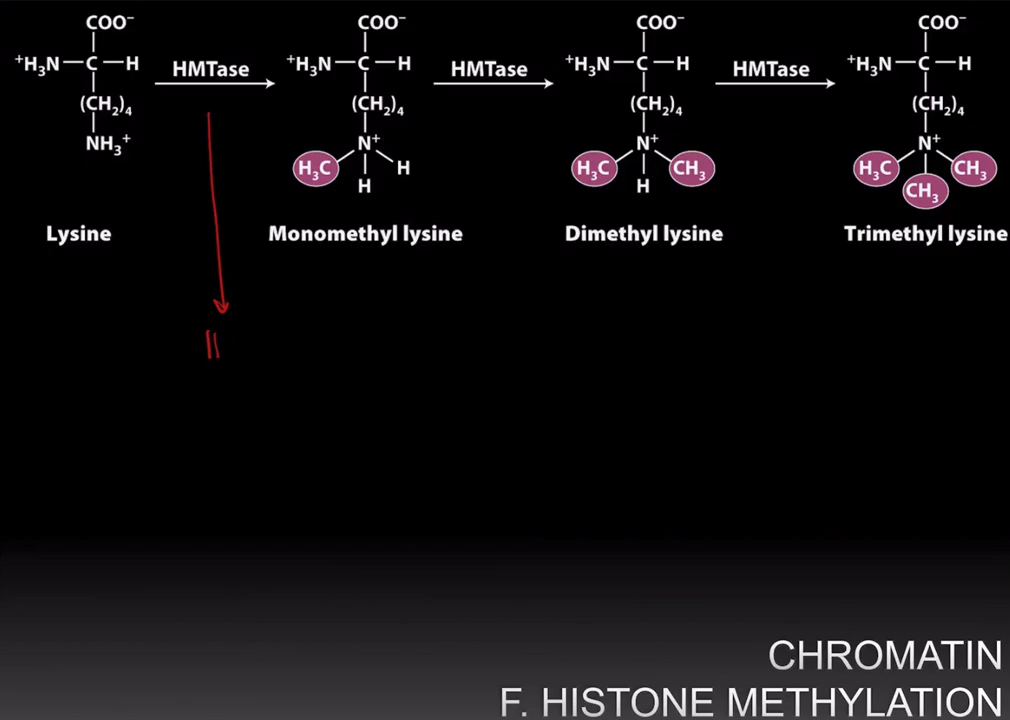 COO⁻ COO⁻ COO⁻ COO⁻
⁺H₃N—C—H HMTase ⁺H₃N—C—H HMTase ⁺H₃N—C—H HMTase ⁺H₃N—C—H
(CH₂)₄ (CH₂)₄ (CH₂)₄ (CH₂)₄
NH₃⁺ N⁺ N⁺ N⁺
H₃C H H₃C CH₃ H₃C CH₃
H H CH₃
Lysine Monomethyl lysine Dimethyl lysine Trimethyl lysine
CHROMATIN
F. HISTONE METHYLATION